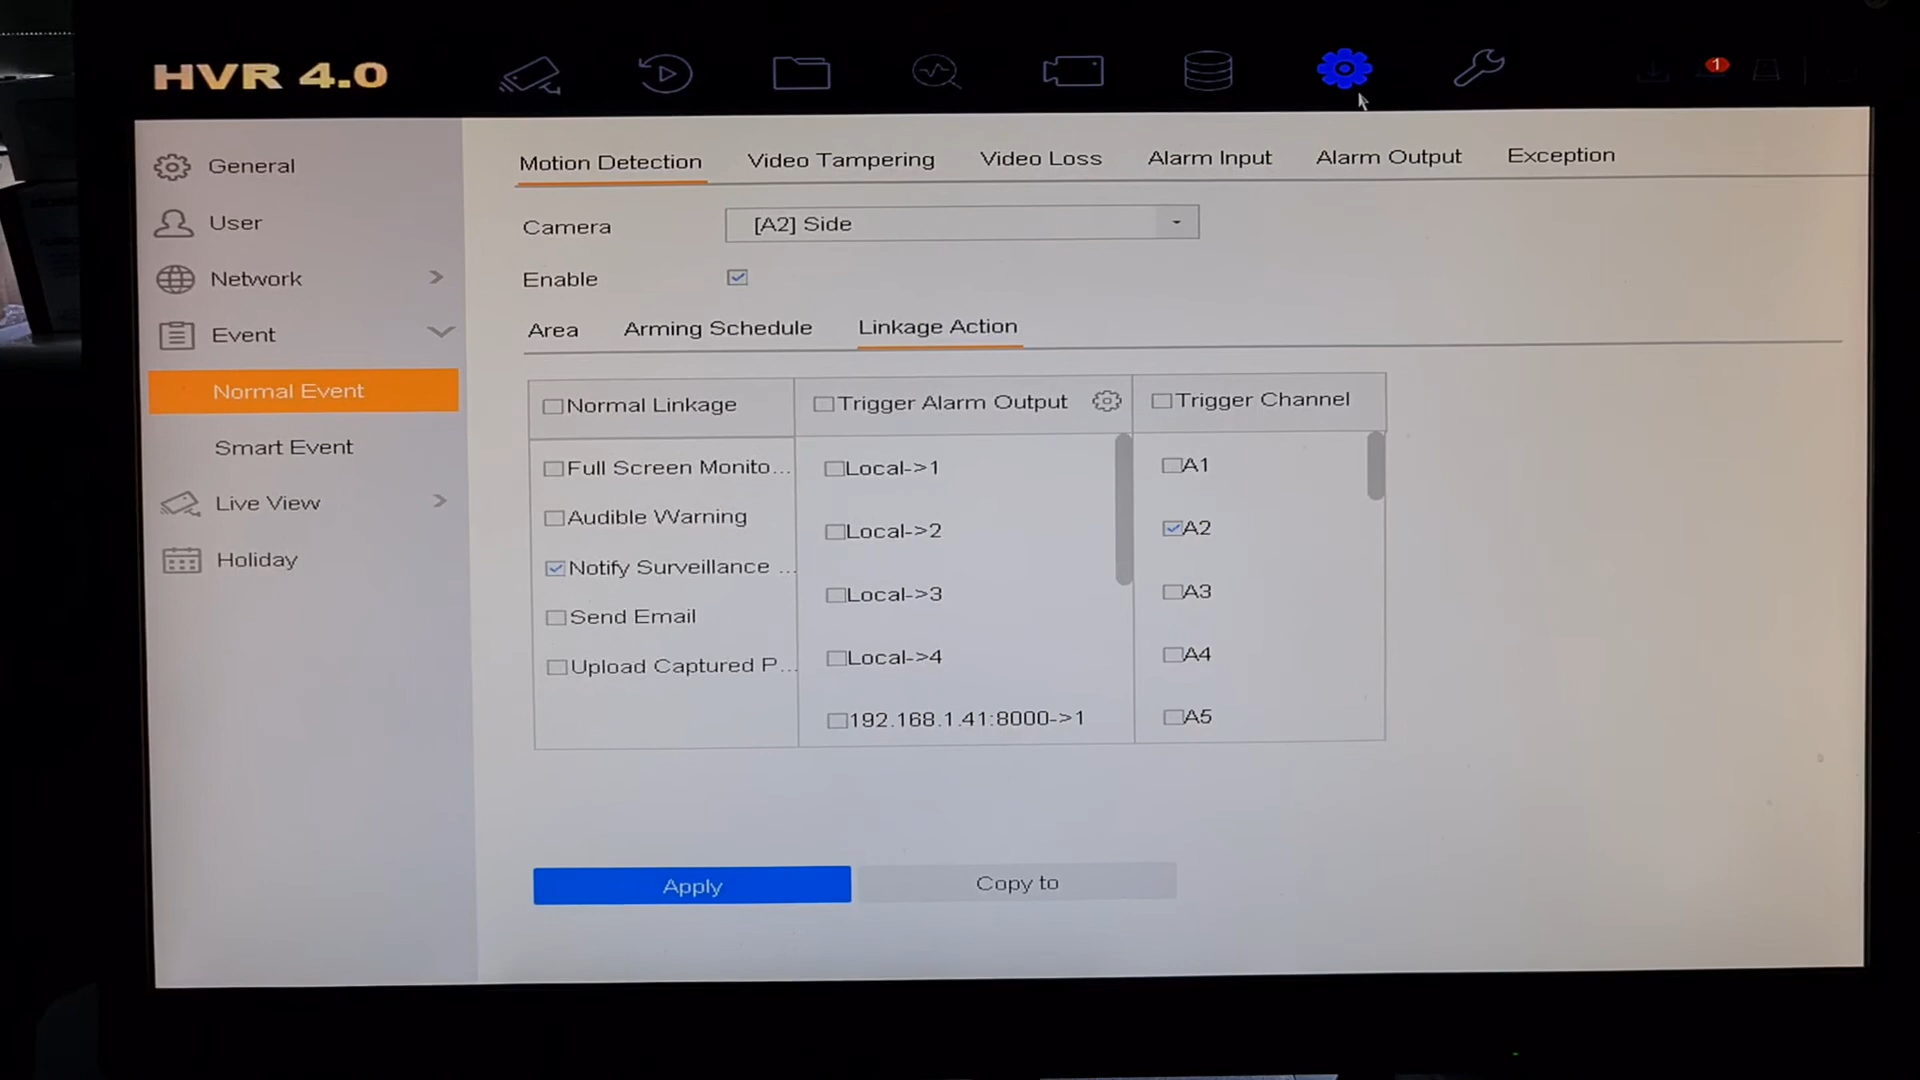 HVR 4.0
1
General
User
Network
Event
Normal Event
Smart Event
Live View
Holiday
Motion Detection Video Tampering Video Loss Alarm Input Alarm Output Exception
Camera [A2] Side
Enable
Area Arming Schedule Linkage Action
Normal Linkage Trigger Alarm Output Trigger Channel
Full Screen Monito... Local->1 A1
Audible Warning Local->2 A2
Notify Surveillance ... Local->3 A3
Send Email Local->4 A4
Upload Captured P... 192.168.1.41:8000->1 A5
Apply Copy to